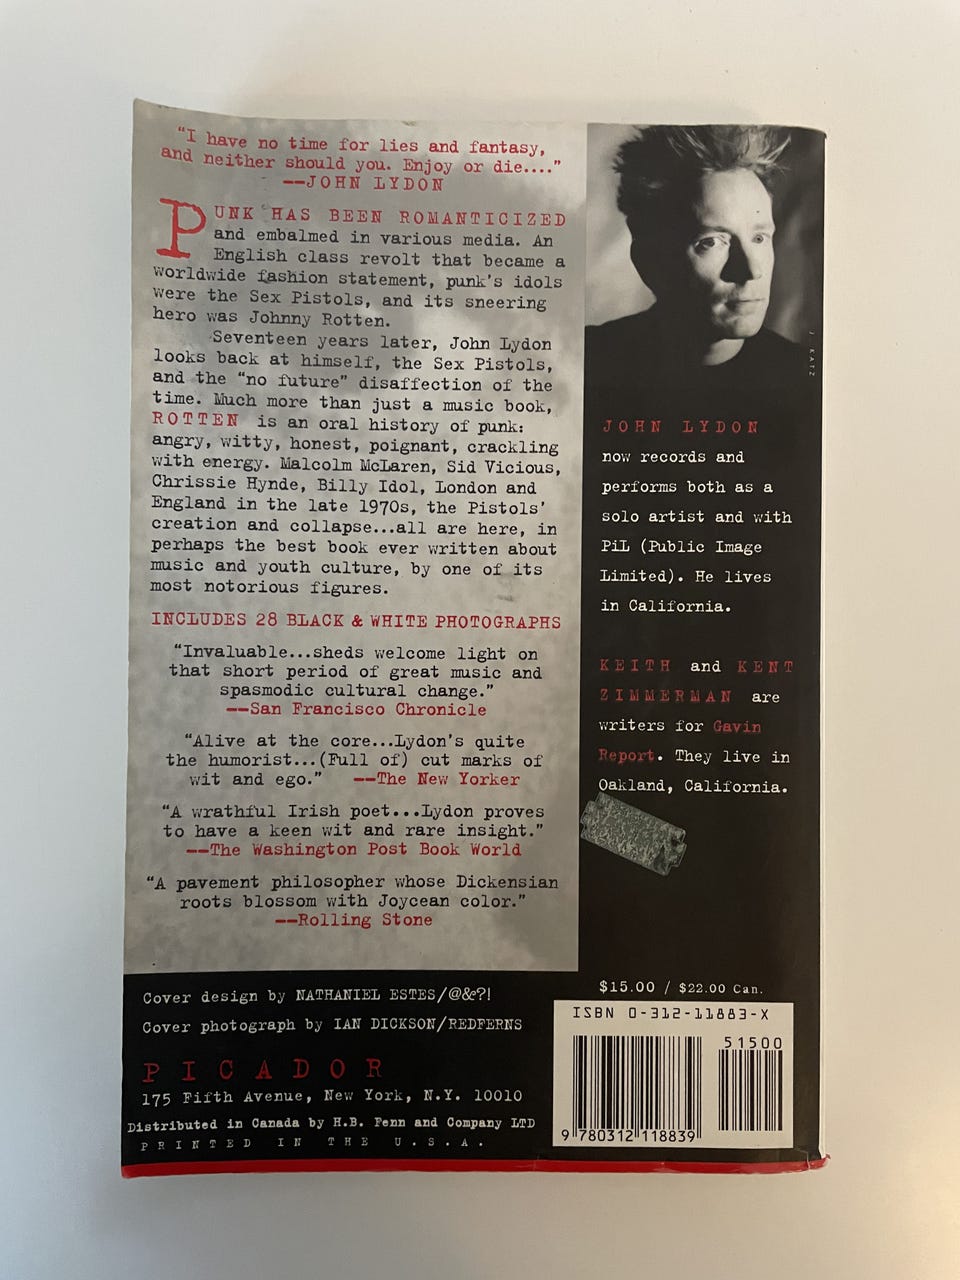 “I have no time for lies and fantasy,
and neither should you. Enjoy or die....”
--JOHN LYDON
PUNK HAS BEEN ROMANTICIZED
and embalmed in various media. An
English class revolt that became a
worldwide fashion statement, punk's idols
were the Sex Pistols, and its sneering
hero was Johnny Rotten.
Seventeen years later, John Lydon
looks back at himself, the Sex Pistols,
and the “no future” disaffection of the
time. Much more than just a music book,
ROTTEN is an oral history of punk:
angry, witty, honest, poignant, crackling
with energy. Malcolm McLaren, Sid Vicious,
Chrissie Hynde, Billy Idol, London and
England in the late 1970s, the Pistols'
creation and collapse...all are here, in
perhaps the best book ever written about
music and youth culture, by one of its
most notorious figures.
INCLUDES 28 BLACK & WHITE PHOTOGRAPHS
“Invaluable...sheds welcome light on
that short period of great music and
spasmodic cultural change.”
--San Francisco Chronicle
“Alive at the core...Lydon's quite
the humorist...(Full of) cut marks of
wit and ego.” --The New Yorker
“A wrathful Irish poet...Lydon proves
to have a keen wit and rare insight.”
--The Washington Post Book World
“A pavement philosopher whose Dickensian
roots blossom with Joycean color.”
--Rolling Stone
J. KATZ
JOHN LYDON
now records and
performs both as a
solo artist and with
PiL (Public Image
Limited). He lives
in California.
KEITH and KENT
ZIMMERMAN are
writers for Gavin
Report. They live in
Oakland, California.
Cover design by NATHANIEL ESTES/@&?!
Cover photograph by IAN DICKSON/REDFERNS
PICADOR
175 Fifth Avenue, New York, N.Y. 10010
Distributed in Canada by H.B. Fenn and Company LTD
PRINTED IN THE U.S.A.
$15.00 / $22.00 Can.
ISBN 0-312-11883-X
51500
9 780312 118839